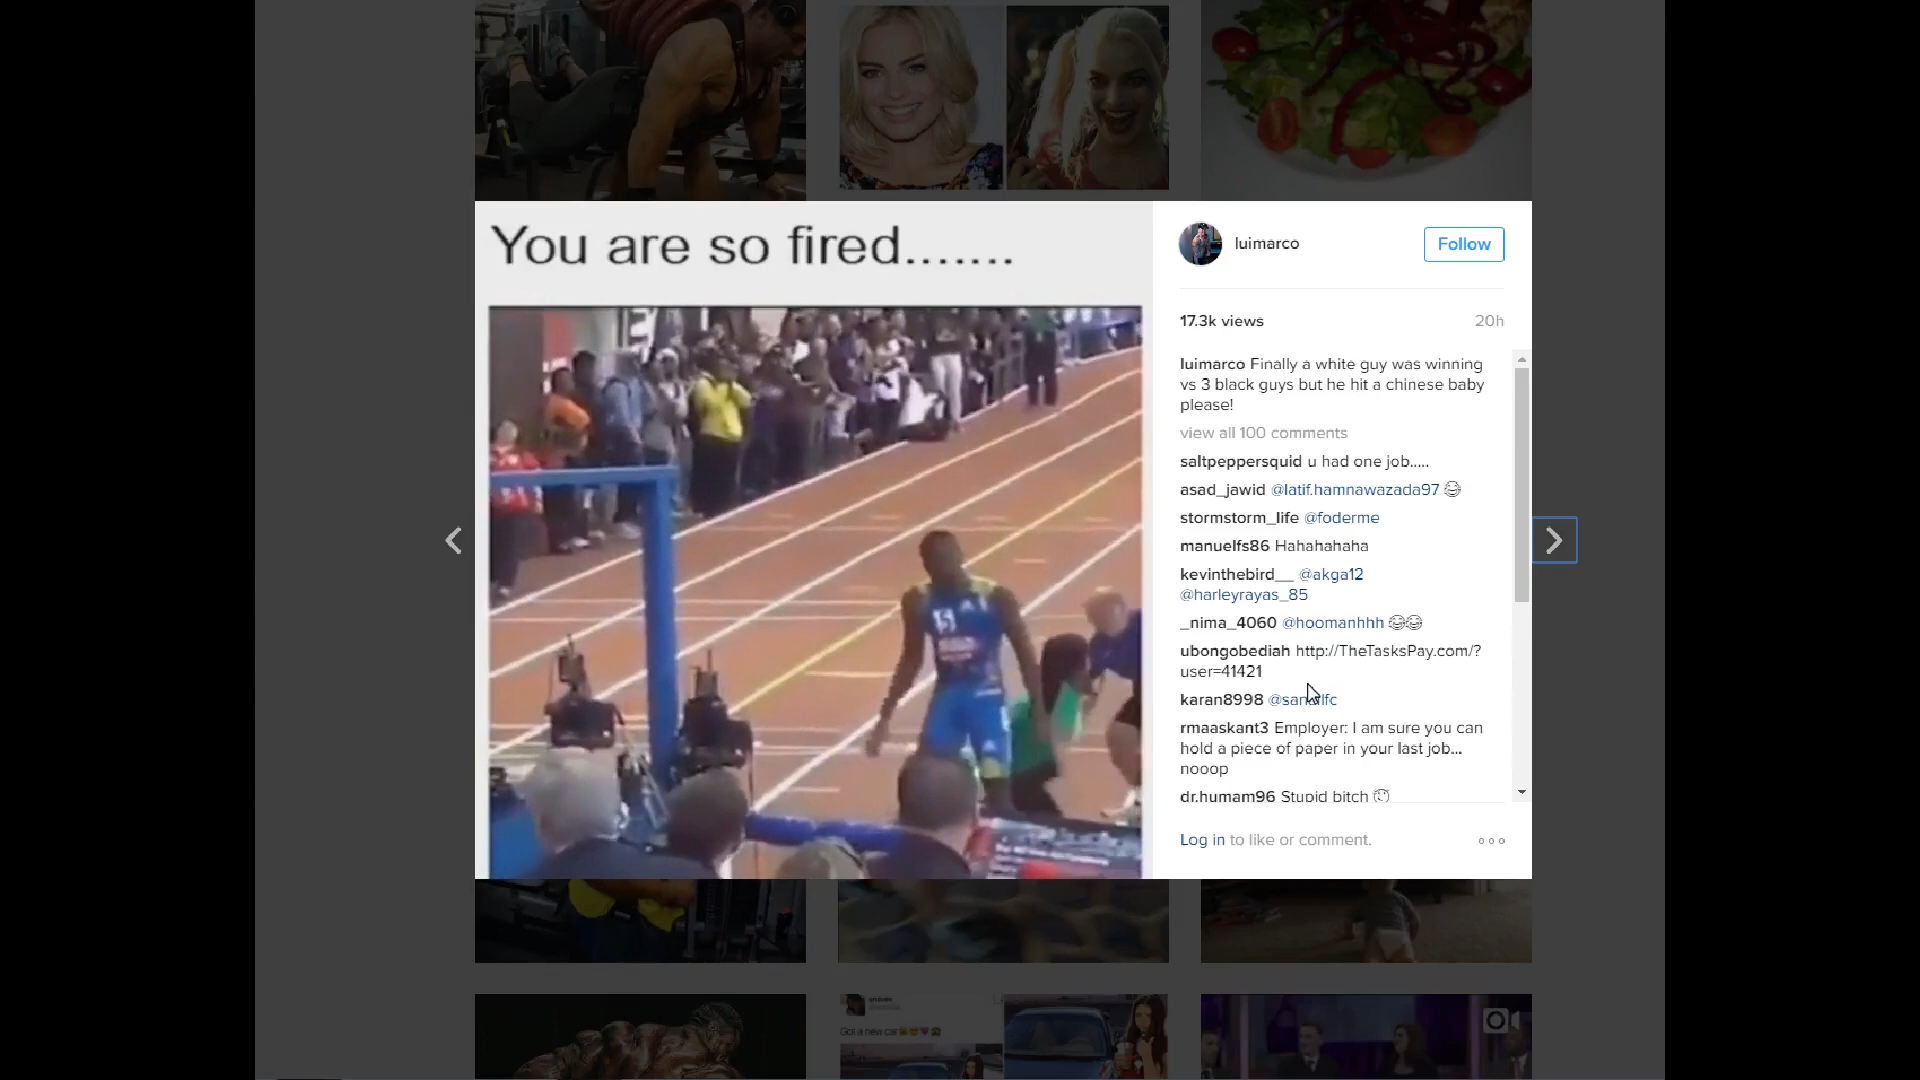 You are so fired.......
luimarco
Follow
17.3k views
20h
luimarco Finally a white guy was winning
vs 3 black guys but he hit a chinese baby
please!
view all 100 comments
saltpeppersquid u had one job.....
asad_jawid @latif.hamnawazada97 😂
stormstorm_life @foderme
manuelfs86 Hahahahaha
kevinthebird__ @akga12
@harleyrayas_85
_nima_4060 @hoomanhhh 😂😂
ubongobediah http://TheTasksPay.com/?
user=41421
karan8998
rmaaskant3 Employer: I am sure you can
hold a piece of paper in your last job...
nooop
dr.humam96 Stupid bitch
Log in to like or comment.
Got a new car